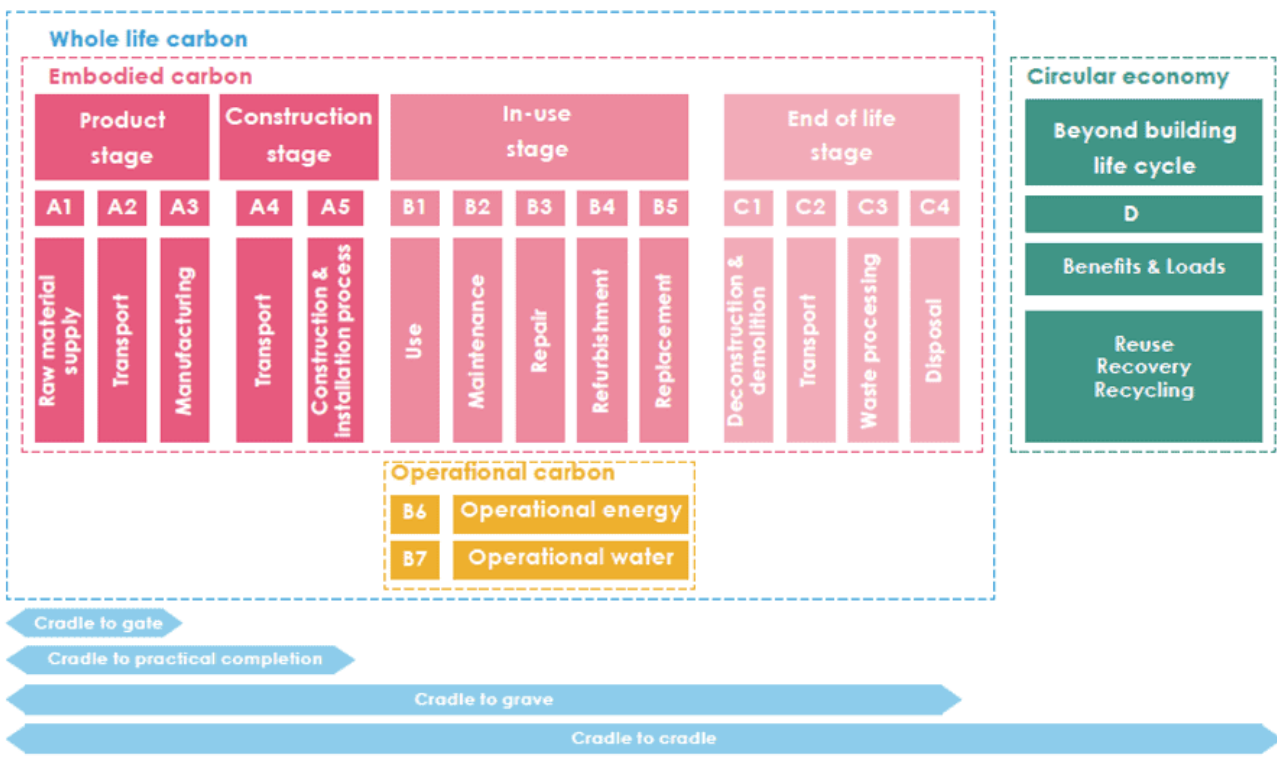 Whole life carbon
Embodied carbon
Circular economy
Product
stage
Construction
stage
In-use
stage
End of life
stage
Beyond building
life cycle
A1
A2
A3
A4
A5
B1
B2
B3
B4
B5
C1
C2
C3
C4
D
Raw material
supply
Transport
Manufacturing
Transport
Construction &
installation process
Use
Maintenance
Repair
Refurbishment
Replacement
Deconstruction &
demolition
Transport
Waste processing
Disposal
Benefits & Loads
Reuse
Recovery
Recycling
Operational carbon
B6
Operational energy
B7
Operational water
Cradle to gate
Cradle to practical completion
Cradle to grave
Cradle to cradle